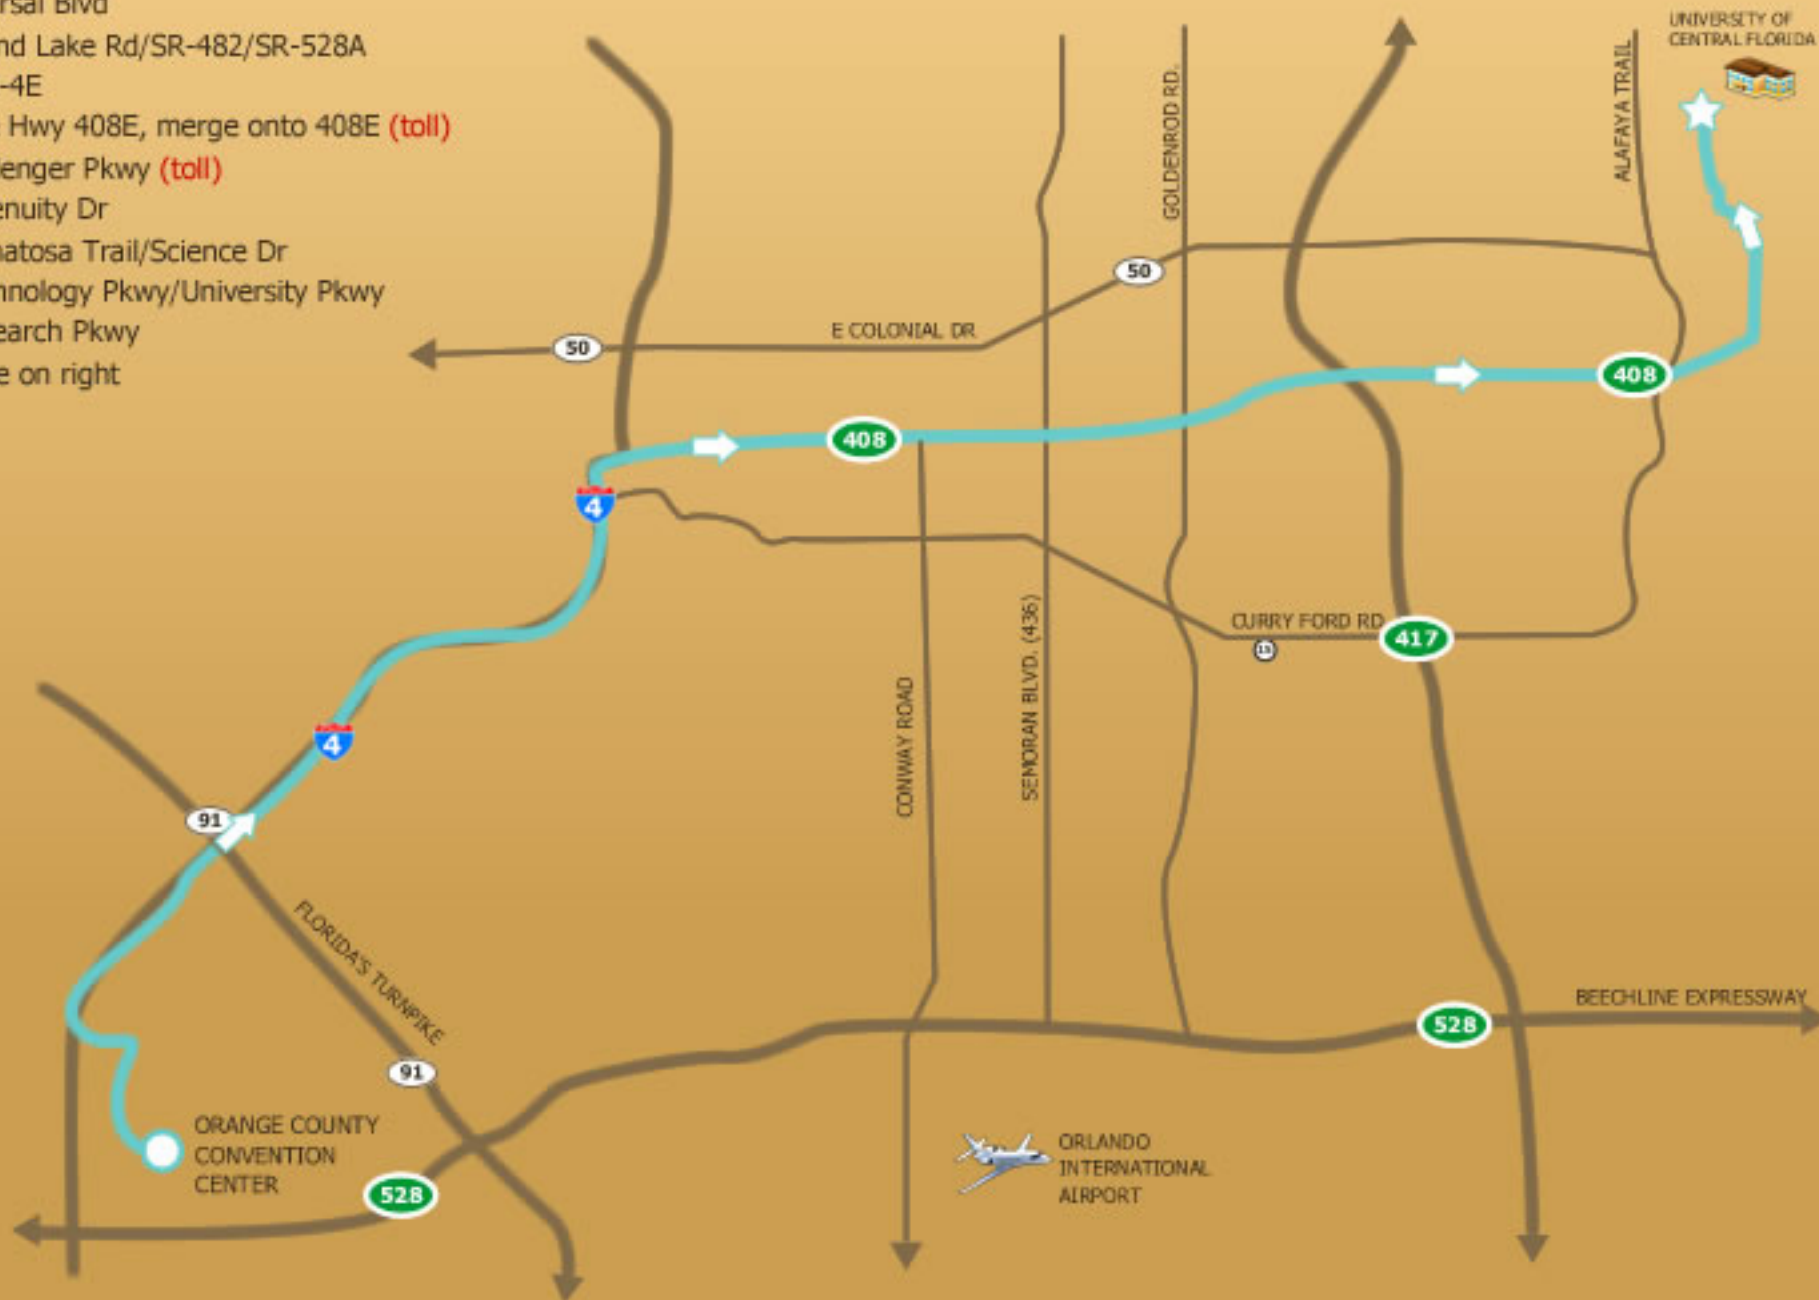 rsal Blvd
nd Lake Rd/SR-482/SR-528A
-4E
Hwy 408E, merge onto 408E (toll)
enger Pkwy (toll)
enuity Dr
atosa Trail/Science Dr
hnology Pkwy/University Pkwy
earch Pkwy
e on right
UNIVERSITY OF
CENTRAL FLORIDA
ALAFAYA TRAIL
GOLDENROD RD.
50
E COLONIAL DR
50
408
408
4
CURRY FORD RD
417
SEMORAN BLVD. (436)
CONWAY ROAD
4
91
FLORIDA'S TURNPIKE
91
BEECHLINE EXPRESSWAY
528
ORANGE COUNTY
CONVENTION
CENTER
528
ORLANDO
INTERNATIONAL
AIRPORT